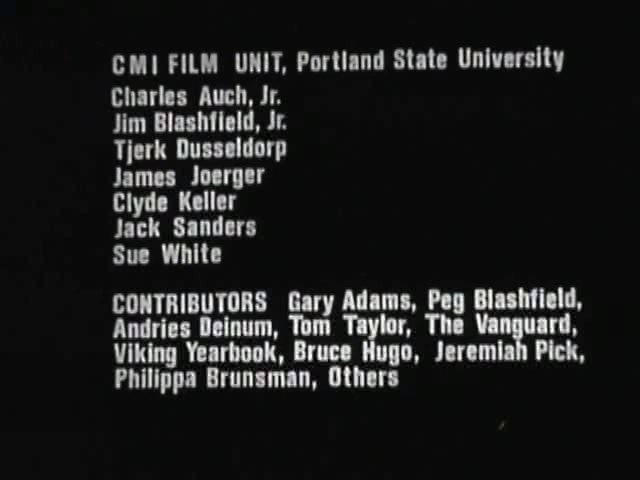 CMI FILM UNIT, Portland State University
Charles Auch, Jr.
Jim Blashfield, Jr.
Tjerk Dusseldorp
James Joerger
Clyde Keller
Jack Sanders
Sue White
CONTRIBUTORS Gary Adams, Peg Blashfield,
Andries Deinum, Tom Taylor, The Vanguard,
Viking Yearbook, Bruce Hugo, Jeremiah Pick,
Philippa Brunsman, Others